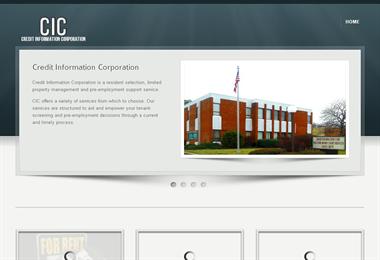 CIC
CREDIT INFORMATION CORPORATION
HOME
Credit Information Corporation
Credit Information Corporation is a resident selection, limited
property management and pre-employment support service.
CIC offers a variety of services from which to choose. Our
services are structured to aid and empower your tenant
screening and pre-employment decisions through a current
and timely process.
FOR RENT